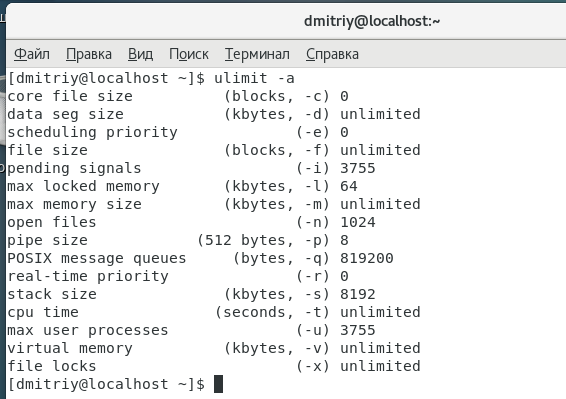 dmitriy@localhost:~
Файл Правка Вид Поиск Терминал Справка
[dmitriy@localhost ~]$ ulimit -a
core file size          (blocks, -c) 0
data seg size           (kbytes, -d) unlimited
scheduling priority             (-e) 0
file size               (blocks, -f) unlimited
pending signals                 (-i) 3755
max locked memory       (kbytes, -l) 64
max memory size         (kbytes, -m) unlimited
open files                      (-n) 1024
pipe size            (512 bytes, -p) 8
POSIX message queues     (bytes, -q) 819200
real-time priority              (-r) 0
stack size              (kbytes, -s) 8192
cpu time               (seconds, -t) unlimited
max user processes              (-u) 3755
virtual memory          (kbytes, -v) unlimited
file locks                      (-x) unlimited
[dmitriy@localhost ~]$